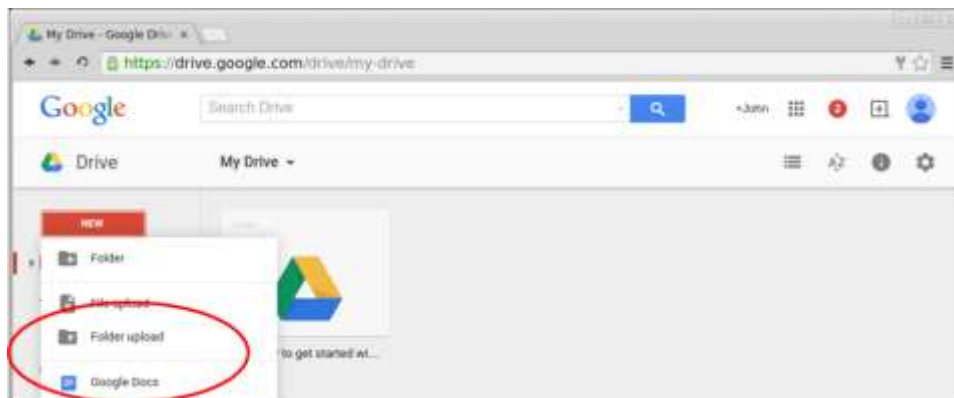 My Drive - Google Driv
https://drive.google.com/drive/my-drive
Google
Search Drive
+John
Drive
My Drive
NEW
Folder
File upload
Folder upload
to get started wi...
Google Docs